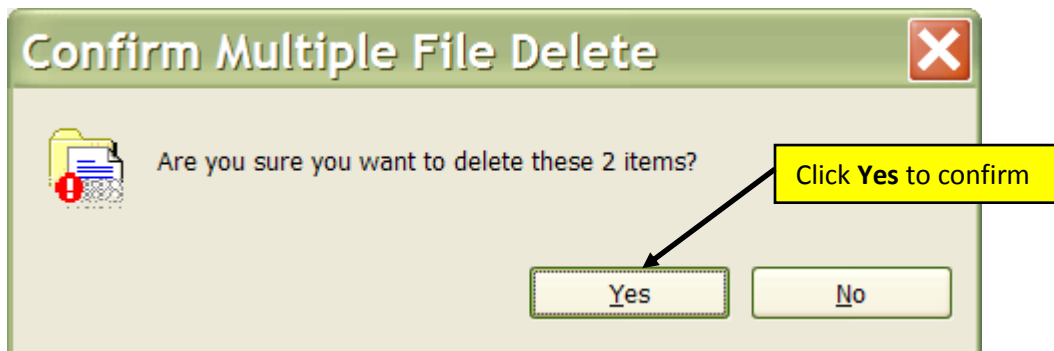 Confirm Multiple File Delete
Are you sure you want to delete these 2 items?
Click Yes to confirm
Yes No